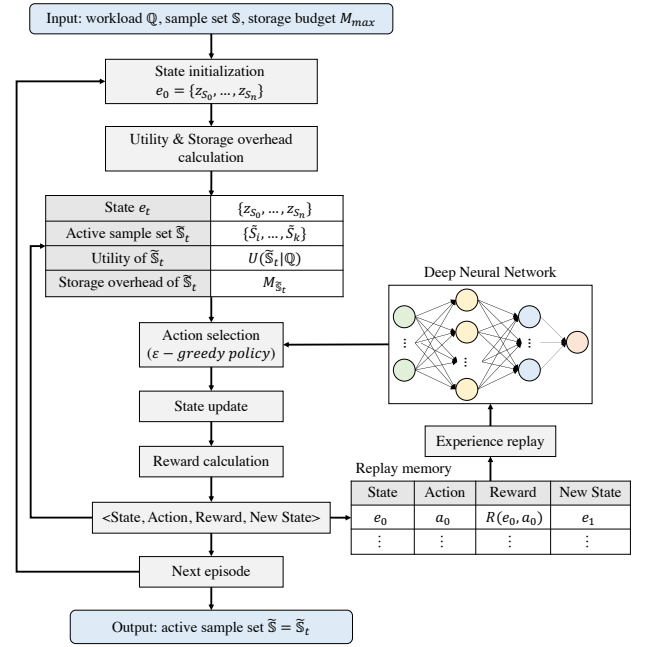 Input: workload ℚ, sample set 𝕊, storage budget M_max
State initialization
e_0 = {z_{S_0}, ..., z_{S_n}}
Utility & Storage overhead
calculation
State e_t
{z_{S_0}, ..., z_{S_n}}
Active sample set 𝕊̃_t
{S̃_i, ..., S̃_k}
Utility of 𝕊̃_t
U(𝕊̃_t|ℚ)
Storage overhead of 𝕊̃_t
M_{𝕊̃_t}
Deep Neural Network
...
...
...
Action selection
(ε − greedy policy)
State update
Reward calculation
Experience replay
Replay memory
State Action Reward New State
e_0 a_0 R(e_0, a_0) e_1
⋮ ⋮ ⋮ ⋮
<State, Action, Reward, New State>
Next episode
Output: active sample set 𝕊̃ = 𝕊̃_t